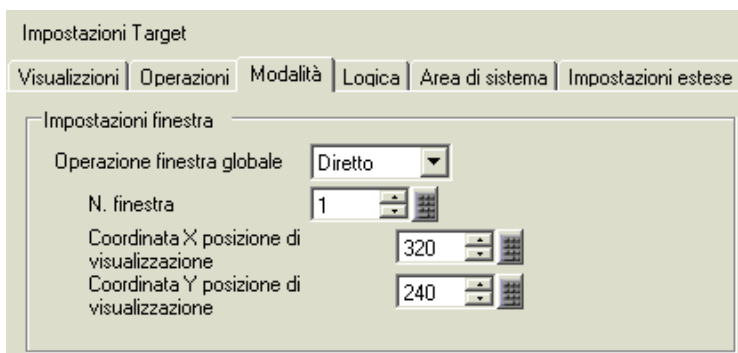 Impostazioni Target
Visualizzioni Operazioni Modalità Logica Area di sistema Impostazioni estese
Impostazioni finestra
Operazione finestra globale Diretto
N. finestra 1
Coordinata X posizione di
visualizzazione 320
Coordinata Y posizione di
visualizzazione 240